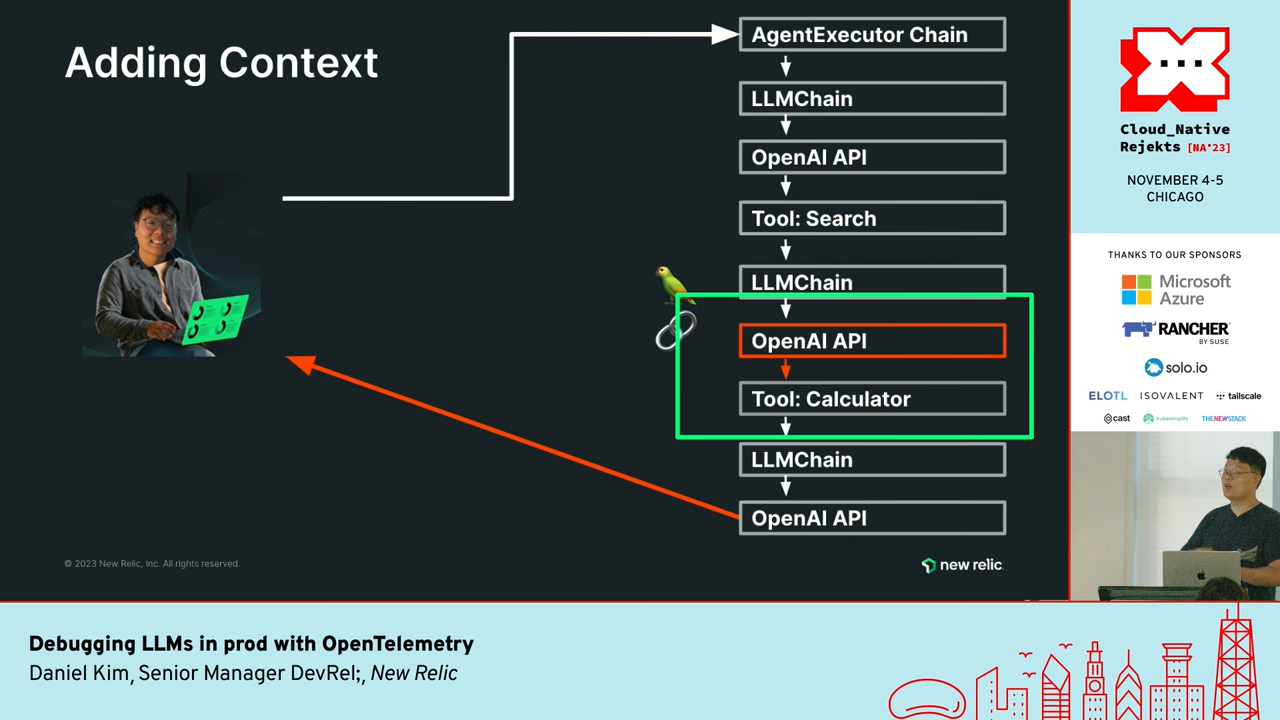 Adding Context
AgentExecutor Chain
LLMChain
OpenAI API
Tool: Search
LLMChain
OpenAI API
Tool: Calculator
LLMChain
OpenAI API
© 2023 New Relic, Inc. All rights reserved.
new relic
Cloud_Native
Rejekts [NA'23]
NOVEMBER 4-5
CHICAGO
THANKS TO OUR SPONSORS
Microsoft
Azure
RANCHER
BY SUSE
solo.io
ELOTL ISOVALENT tailscale
cast kubesimplify THENEWSTACK
Debugging LLMs in prod with OpenTelemetry
Daniel Kim, Senior Manager DevRel;, New Relic